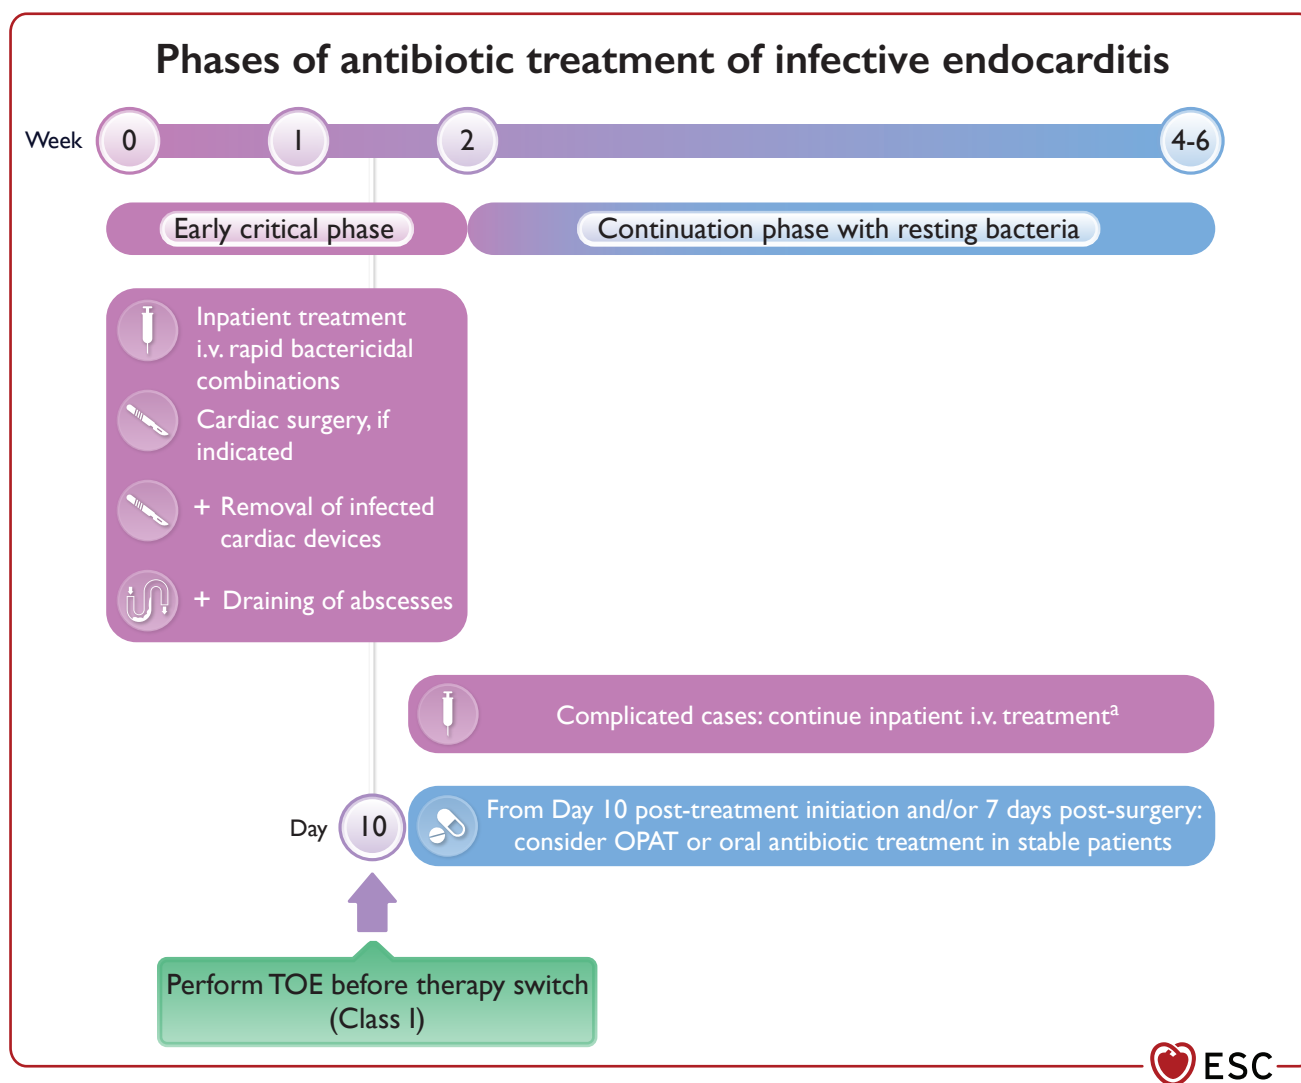 Phases of antibiotic treatment of infective endocarditis
Week 0 1 2 4-6
Early critical phase
Continuation phase with resting bacteria
Inpatient treatment
i.v. rapid bactericidal
combinations
Cardiac surgery, if
indicated
+ Removal of infected
cardiac devices
+ Draining of abscesses
Complicated cases: continue inpatient i.v. treatmentᵃ
Day 10
From Day 10 post-treatment initiation and/or 7 days post-surgery:
consider OPAT or oral antibiotic treatment in stable patients
Perform TOE before therapy switch
(Class I)
ESC